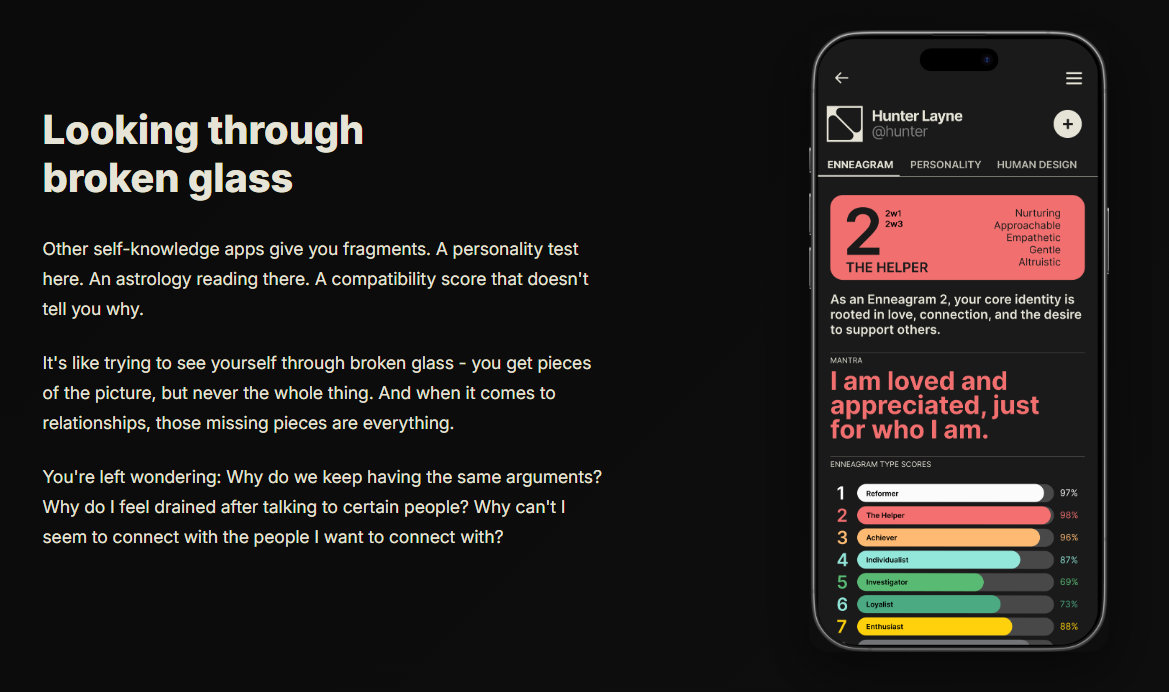 Looking through
broken glass
Other self-knowledge apps give you fragments. A personality test
here. An astrology reading there. A compatibility score that doesn't
tell you why.
It's like trying to see yourself through broken glass - you get pieces
of the picture, but never the whole thing. And when it comes to
relationships, those missing pieces are everything.
You're left wondering: Why do we keep having the same arguments?
Why do I feel drained after talking to certain people? Why can't I
seem to connect with the people I want to connect with?
Hunter Layne
@hunter
ENNEAGRAM PERSONALITY HUMAN DESIGN
2
2w1
2w3
THE HELPER
Nurturing
Approachable
Empathetic
Gentle
Altruistic
As an Enneagram 2, your core identity is
rooted in love, connection, and the desire
to support others.
MANTRA
I am loved and
appreciated, just
for who I am.
ENNEAGRAM TYPE SCORES
1 Reformer 97%
2 The Helper 98%
3 Achiever 96%
4 Individualist 87%
5 Investigator 69%
6 Loyalist 73%
7 Enthusiast 88%